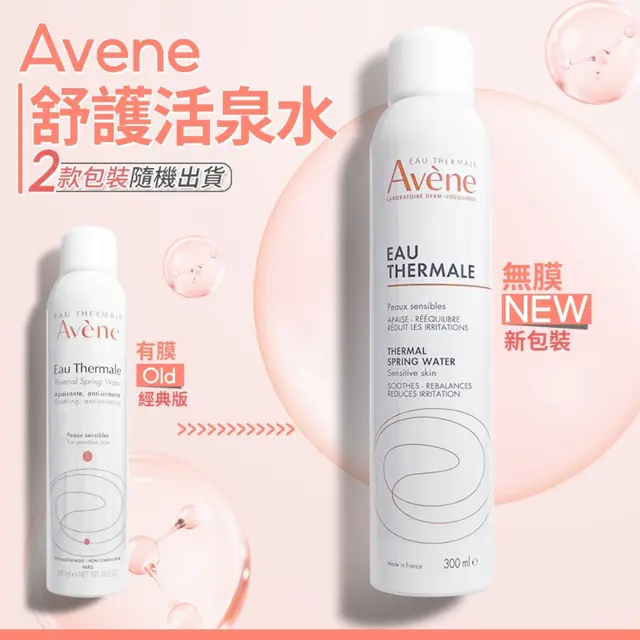 Avene
舒護活泉水
2款包裝隨機出貨
EAU THERMALE
Avène
LABORATOIRE DERMATOLOGIQUE
EAU
THERMALE
Peaux sensibles
APAISE - RÉÉQUILIBRE
RÉDUIT LES IRRITATIONS
THERMAL
SPRING WATER
Sensitive skin
SOOTHES - REBALANCES
REDUCES IRRITATION
Made in France
300 ml e
無膜
NEW
新包裝
EAU THERMALE
Avène
Eau Thermale
Thermal Spring Water
Apaisante, anti-irritante
Soothing, anti-irritating
Peaux sensibles
For sensitive skin
PARIS
有膜
Old
經典版
>>>>>>>>>>>>